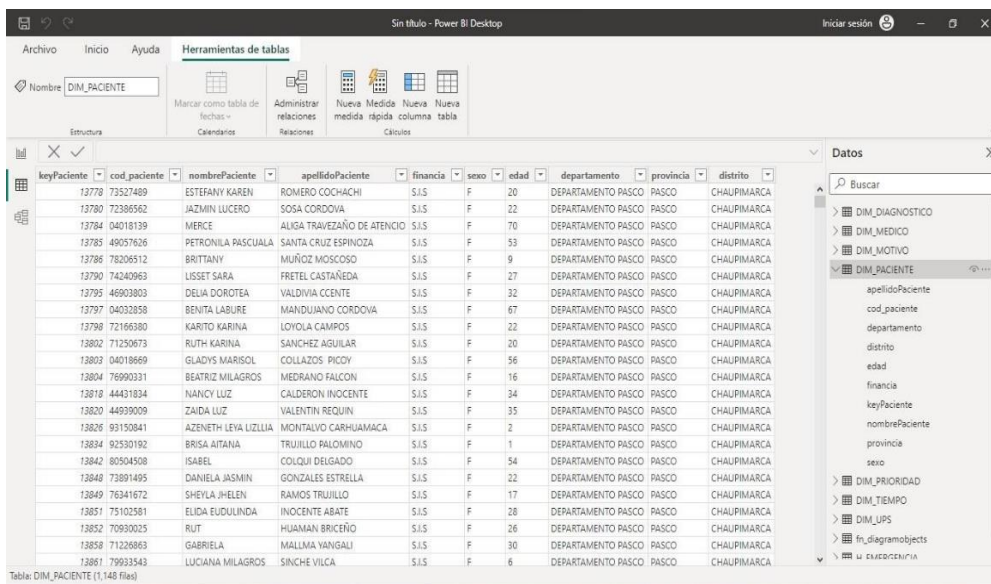 Sin título - Power BI Desktop
Iniciar sesión
Archivo Inicio Ayuda Herramientas de tablas
Nombre DIM_PACIENTE
Marcar como tabla de fechas
Administrar relaciones
Nueva medida
Medida rápida
Nueva columna
Nueva tabla
Estructura Calendarios Relaciones Cálculos
keyPaciente cod_paciente nombrePaciente apellidoPaciente financia sexo edad departamento provincia distrito
13778 73527489 ESTEFANY KAREN ROMERO COCHACHI S.I.S F 20 DEPARTAMENTO PASCO PASCO CHAUPIMARCA
13780 72386562 JAZMIN LUCERO SOSA CORDOVA S.I.S F 22 DEPARTAMENTO PASCO PASCO CHAUPIMARCA
13784 04018139 MERCE ALIGA TRAVEZAÑO DE ATENCIO S.I.S F 70 DEPARTAMENTO PASCO PASCO CHAUPIMARCA
13785 49057626 PETRONILA PASCUALA SANTA CRUZ ESPINOZA S.I.S F 53 DEPARTAMENTO PASCO PASCO CHAUPIMARCA
13786 78206512 BRITTANY MUÑOZ MOSCOSO S.I.S F 9 DEPARTAMENTO PASCO PASCO CHAUPIMARCA
13790 74240963 LISSET SARA FRETEL CASTAÑEDA S.I.S F 27 DEPARTAMENTO PASCO PASCO CHAUPIMARCA
13795 46903803 DELIA DOROTEA VALDIVIA CCENTE S.I.S F 32 DEPARTAMENTO PASCO PASCO CHAUPIMARCA
13797 04032858 BENITA LABURE MANDUJANO CORDOVA S.I.S F 67 DEPARTAMENTO PASCO PASCO CHAUPIMARCA
13798 72166380 KARITO KARINA LOYOLA CAMPOS S.I.S F 22 DEPARTAMENTO PASCO PASCO CHAUPIMARCA
13802 71250673 RUTH KARINA SANCHEZ AGUILAR S.I.S F 20 DEPARTAMENTO PASCO PASCO CHAUPIMARCA
13803 04018669 GLADYS MARISOL COLLAZOS PICOY S.I.S F 56 DEPARTAMENTO PASCO PASCO CHAUPIMARCA
13804 76990331 BEATRIZ MILAGROS MEDRANO FALCON S.I.S F 16 DEPARTAMENTO PASCO PASCO CHAUPIMARCA
13818 44431834 NANCY LUZ CALDERON INOCENTE S.I.S F 34 DEPARTAMENTO PASCO PASCO CHAUPIMARCA
13820 44939009 ZAIDA LUZ VALENTIN REQUIN S.I.S F 35 DEPARTAMENTO PASCO PASCO CHAUPIMARCA
13826 93150841 AZENETH LEYA LIZLLIA MONTALVO CARHUAMACA S.I.S F 2 DEPARTAMENTO PASCO PASCO CHAUPIMARCA
13834 92530192 BRISA AITANA TRUJILLO PALOMINO S.I.S F 1 DEPARTAMENTO PASCO PASCO CHAUPIMARCA
13842 80504508 ISABEL COLQUI DELGADO S.I.S F 54 DEPARTAMENTO PASCO PASCO CHAUPIMARCA
13848 73891495 DANIELA JASMIN GONZALES ESTRELLA S.I.S F 22 DEPARTAMENTO PASCO PASCO CHAUPIMARCA
13849 76341672 SHEYLA JHELEN RAMOS TRUJILLO S.I.S F 17 DEPARTAMENTO PASCO PASCO CHAUPIMARCA
13851 75102581 ELIDA EUDULINDA INOCENTE ABATE S.I.S F 28 DEPARTAMENTO PASCO PASCO CHAUPIMARCA
13852 70930025 RUT HUAMAN BRICEÑO S.I.S F 26 DEPARTAMENTO PASCO PASCO CHAUPIMARCA
13858 71226863 GABRIELA MALLMA YANGALI S.I.S F 30 DEPARTAMENTO PASCO PASCO CHAUPIMARCA
13861 79933543 LUCIANA MILAGROS SINCHE VILCA S.I.S F 6 DEPARTAMENTO PASCO PASCO CHAUPIMARCA
Datos
Buscar
DIM_DIAGNOSTICO
DIM_MEDICO
DIM_MOTIVO
DIM_PACIENTE
apellidoPaciente
cod_paciente
departamento
distrito
edad
financia
keyPaciente
nombrePaciente
provincia
sexo
DIM_PRIORIDAD
DIM_TIEMPO
DIM_UPS
fn_diagramobjects
H_EMERGENCIA
Tabla: DIM_PACIENTE (1,148 filas)